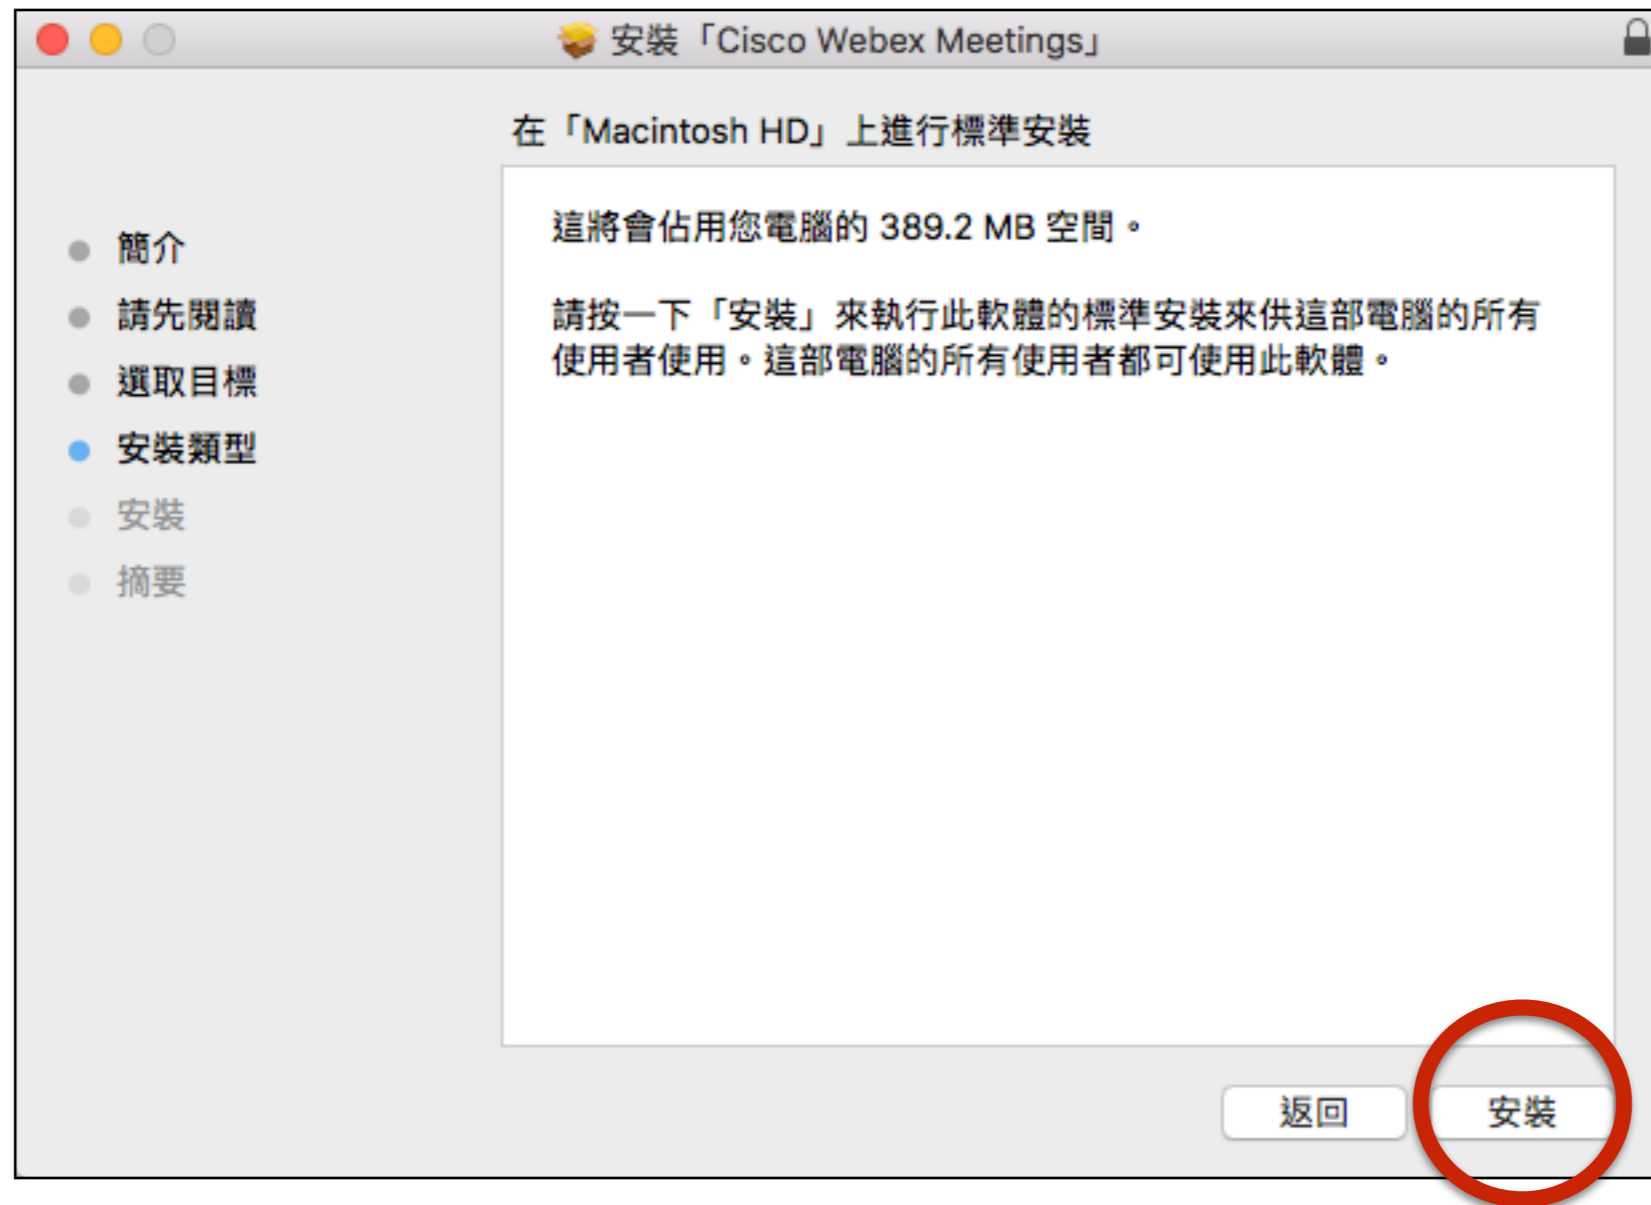 安裝「Cisco Webex Meetings」
在「Macintosh HD」上進行標準安裝
簡介
請先閱讀
選取目標
安裝類型
安裝
摘要
這將會佔用您電腦的 389.2 MB 空間。
請按一下「安裝」來執行此軟體的標準安裝來供這部電腦的所有
使用者使用。這部電腦的所有使用者都可使用此軟體。
返回
安裝